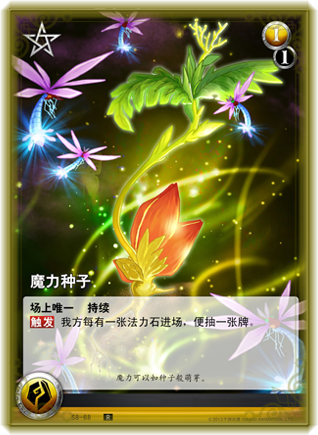 1
1
魔力种子
场上唯一 持续
触发 我方每有一张法力石进场，便抽一张牌。
魔力可以如种子般萌芽。